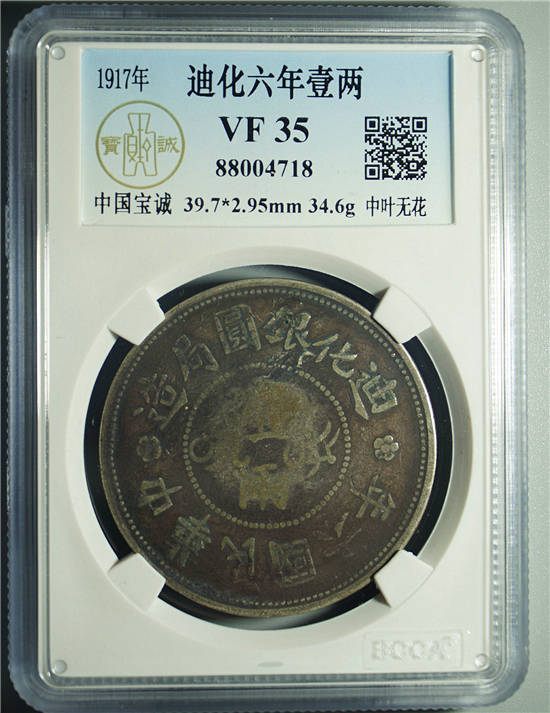 1917年
迪化六年壹两
VF 35
寶 誠
88004718
中国宝诚 39.7*2.95mm 34.6g 中叶无花
迪化銀圓局造
中華民國六年
壹兩
BOCA